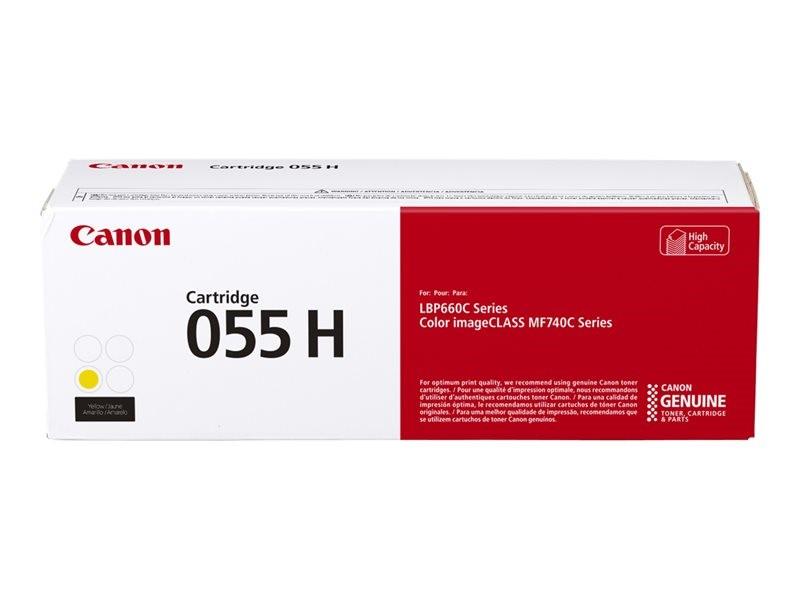 Canon Cartridge 055 H
WARNING / ATTENTION / ADVERTENCIA / ADVERTÊNCIA
Canon
High
Capacity
Cartridge
055 H
For: Pour: Para:
LBP660C Series
Color imageCLASS MF740C Series
Yellow / Jaune
Amarillo / Amarelo
For optimum print quality, we recommend using genuine Canon toner
cartridges. / Pour une qualité d'impression optimale, nous recommandons
d'utiliser d'authentiques cartouches toner Canon. / Para una calidad de
impresión óptima, le recomendamos utilizar cartuchos de tóner Canon
originales. / Para uma melhor qualidade de impressão, recomendamos que
se utilizem cartuchos de toner Canon genuínos.
CANON
GENUINE
TONER, CARTRIDGE
& PARTS